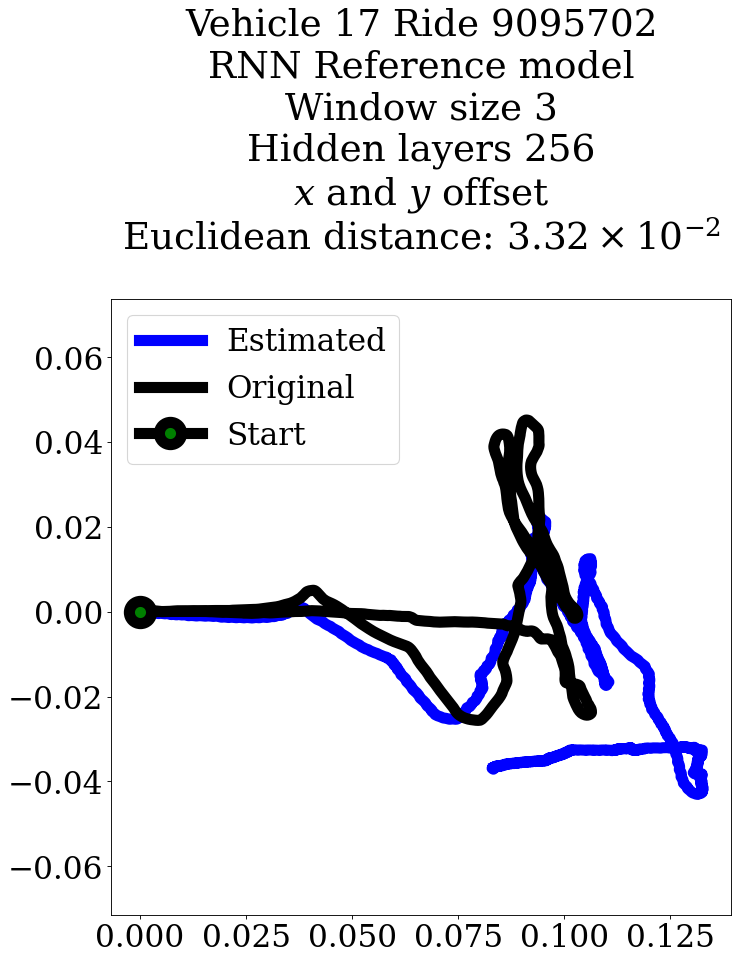 Vehicle 17 Ride 9095702
RNN Reference model
Window size 3
Hidden layers 256
x and y offset
Euclidean distance: 3.32 × 10⁻²
Estimated
Original
Start
0.06
0.04
0.02
0.00
−0.02
−0.04
−0.06
0.000 0.025 0.050 0.075 0.100 0.125